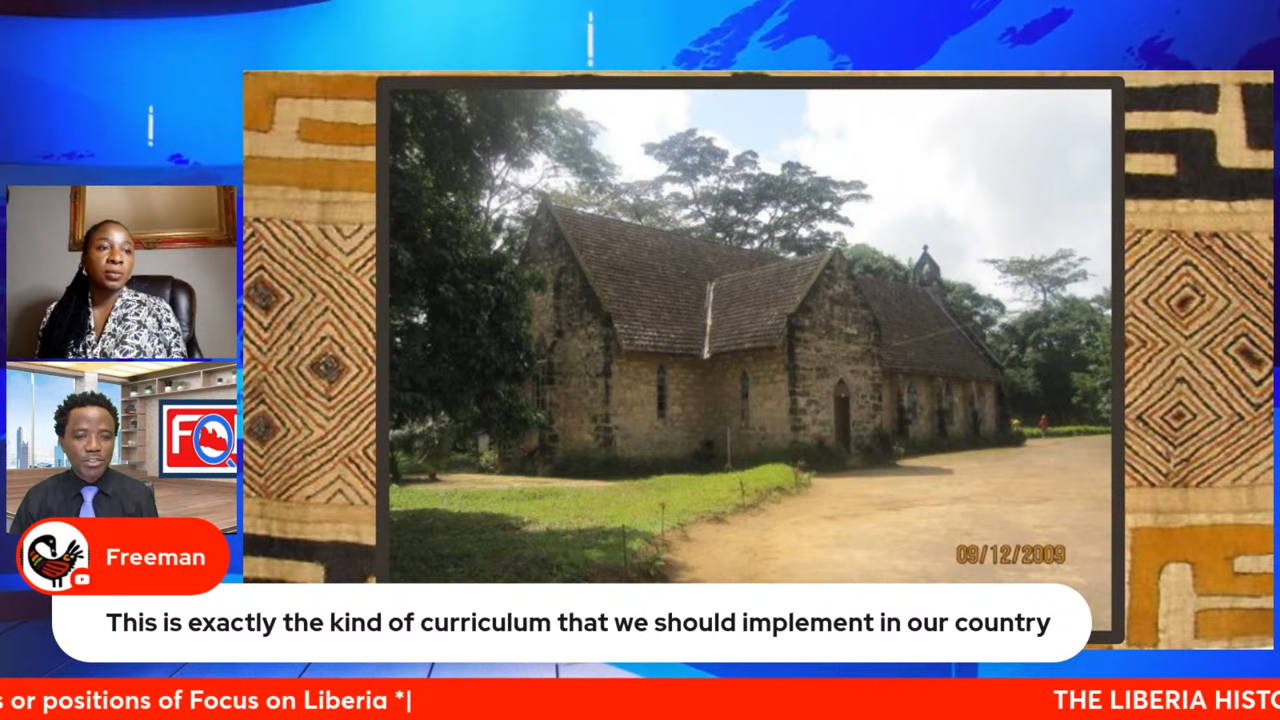 FOL
09/12/2009
Freeman
This is exactly the kind of curriculum that we should implement in our country
s or positions of Focus on Liberia *|
THE LIBERIA HISTO